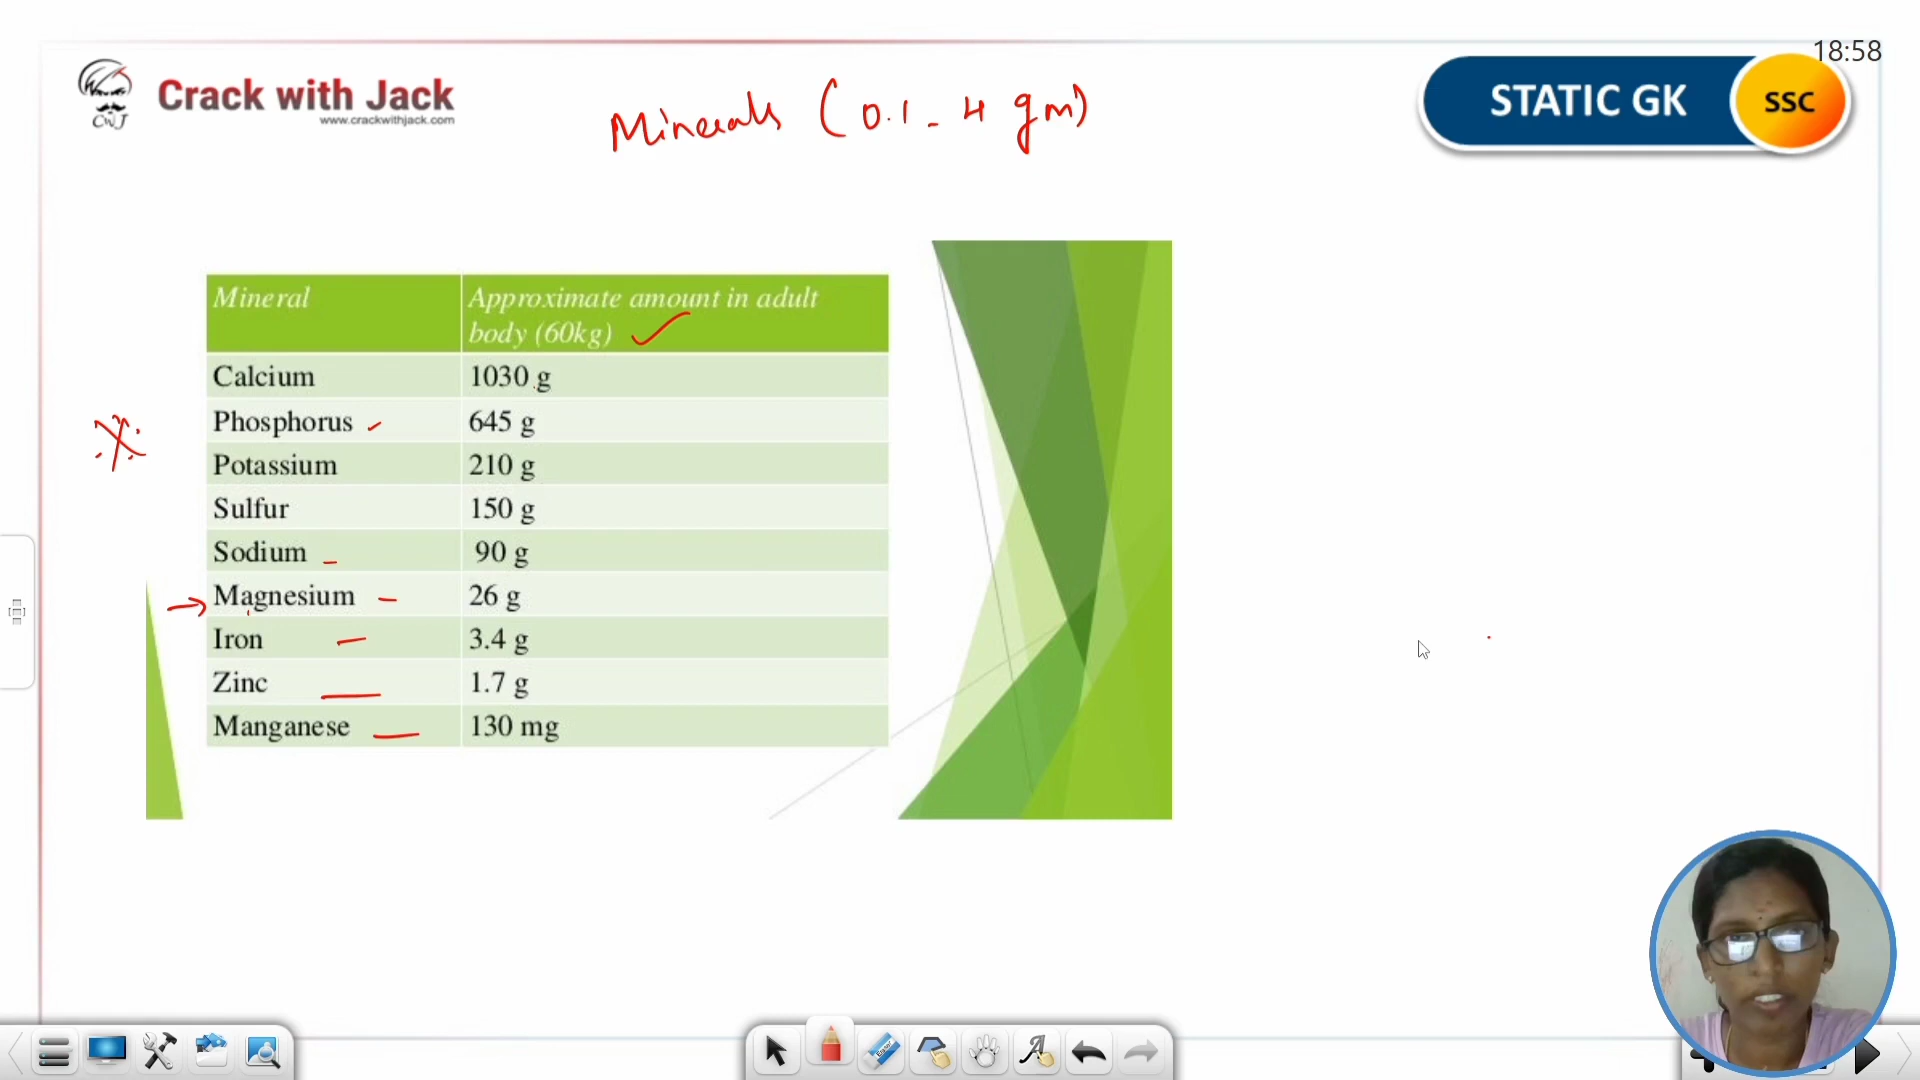 18:58
Crack with Jack
www.crackwithjack.com
CWJ
Minerals (0.1 - 4 gm)
STATIC GK
SSC
Mineral Approximate amount in adult
body (60kg)
Calcium 1030 g
Phosphorus 645 g
Potassium 210 g
Sulfur 150 g
Sodium 90 g
Magnesium 26 g
Iron 3.4 g
Zinc 1.7 g
Manganese 130 mg